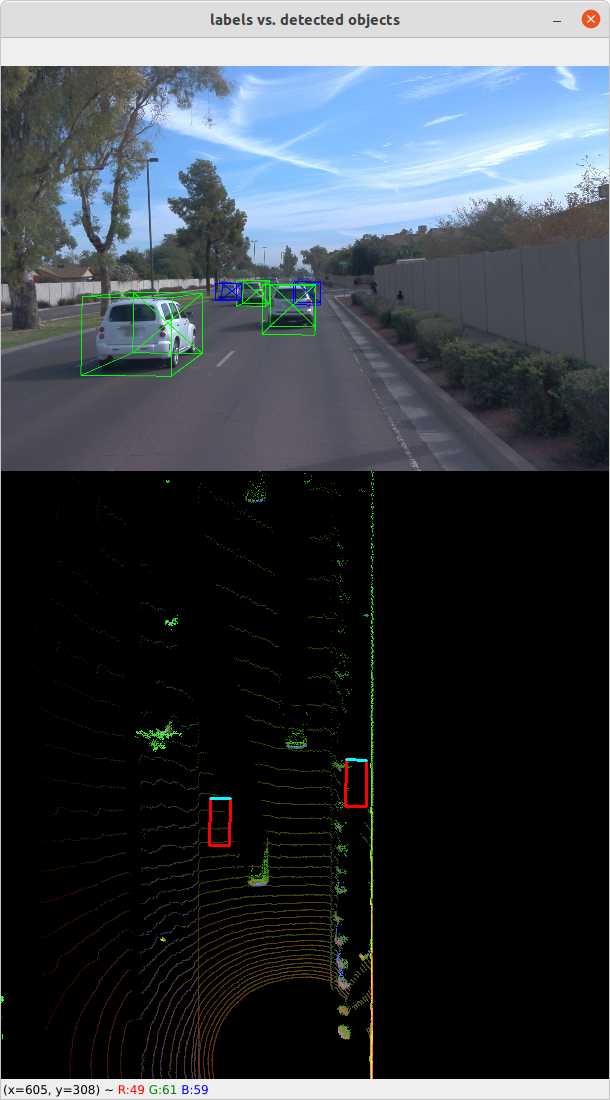 labels vs. detected objects
(x=605, y=308) ~ R:49 G:61 B:59